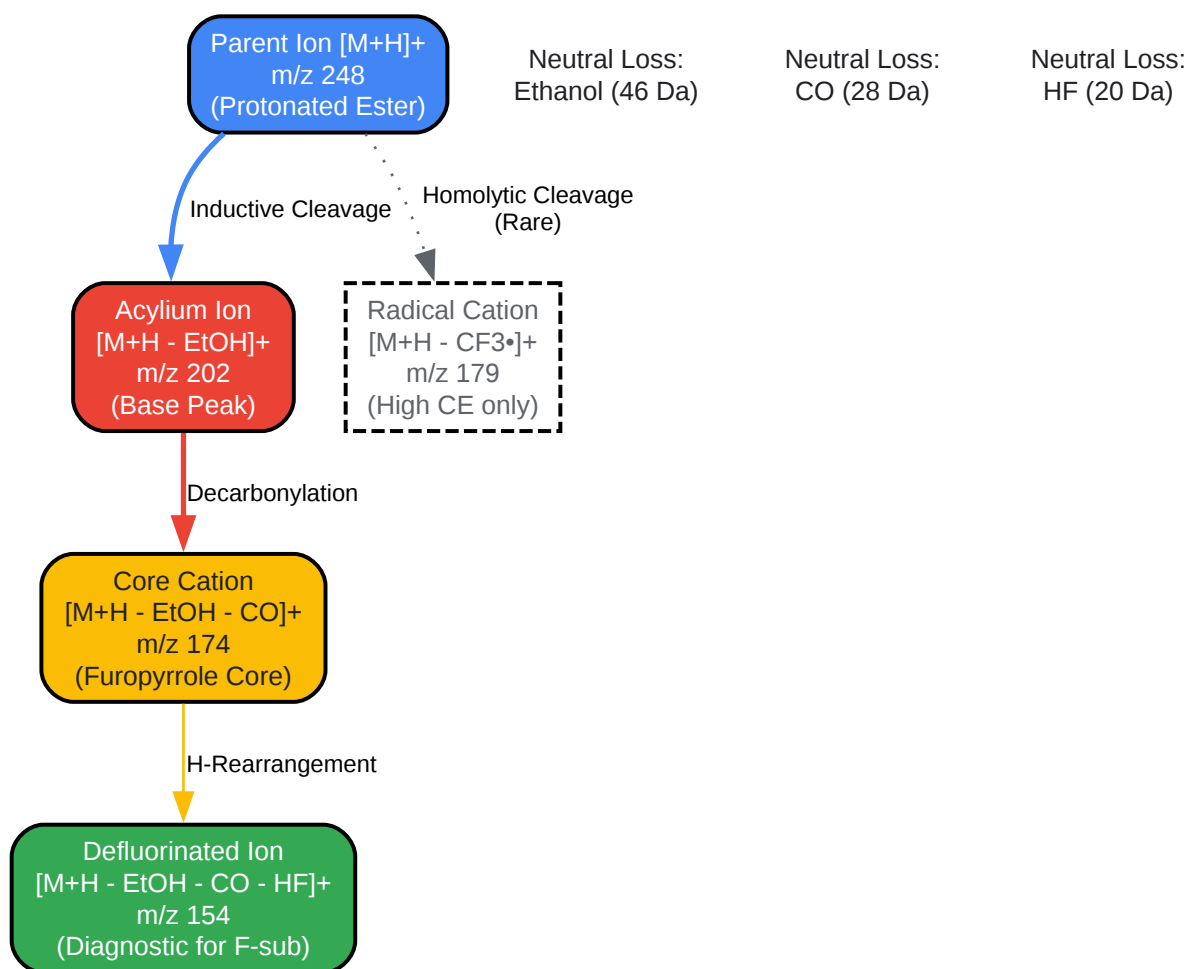 Parent Ion [M+H]+
m/z 248
(Protonated Ester)
Neutral Loss:
Ethanol (46 Da)
Neutral Loss:
CO (28 Da)
Neutral Loss:
HF (20 Da)
Inductive Cleavage
Homolytic Cleavage
(Rare)
Acylium Ion
[M+H - EtOH]+
m/z 202
(Base Peak)
Radical Cation
[M+H - CF3•]+
m/z 179
(High CE only)
Decarbonylation
Core Cation
[M+H - EtOH - CO]+
m/z 174
(Furopyrrole Core)
H-Rearrangement
Defluorinated Ion
[M+H - EtOH - CO - HF]+
m/z 154
(Diagnostic for F-sub)